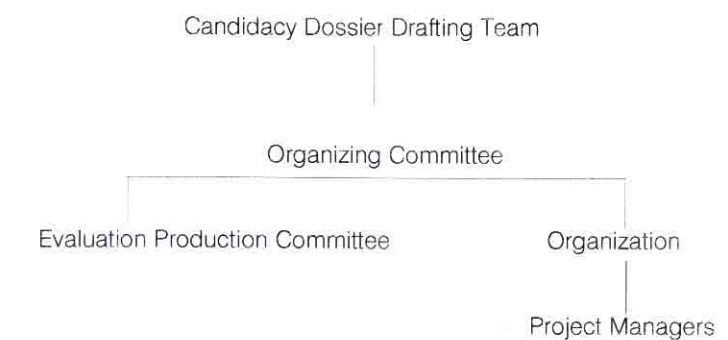 Candidacy Dossier Drafting Team
Organizing Committee
Evaluation Production Committee
Organization
Project Managers